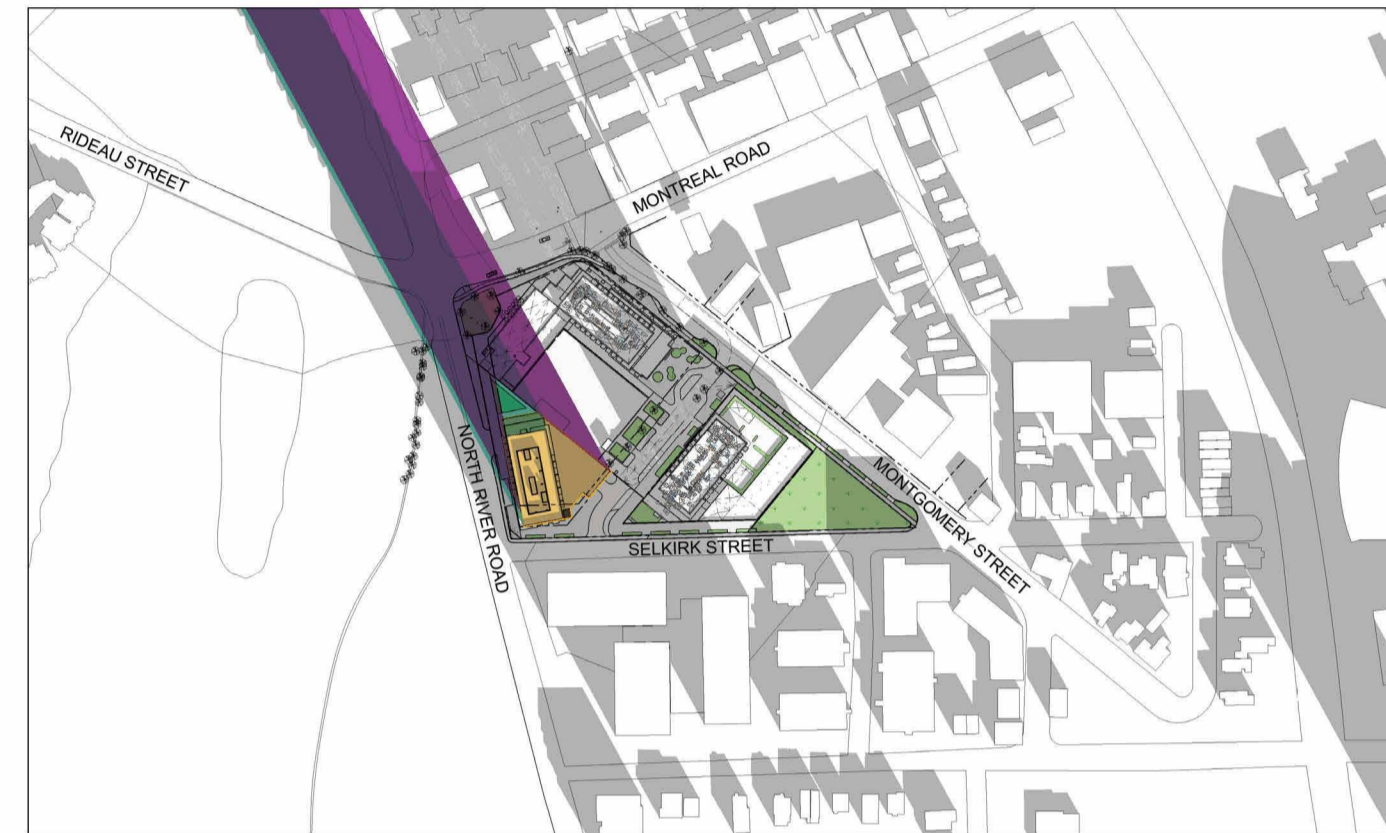 RIDEAU STREET
MONTREAL ROAD
NORTH RIVER ROAD
MONTGOMERY STREET
SELKIRK STREET